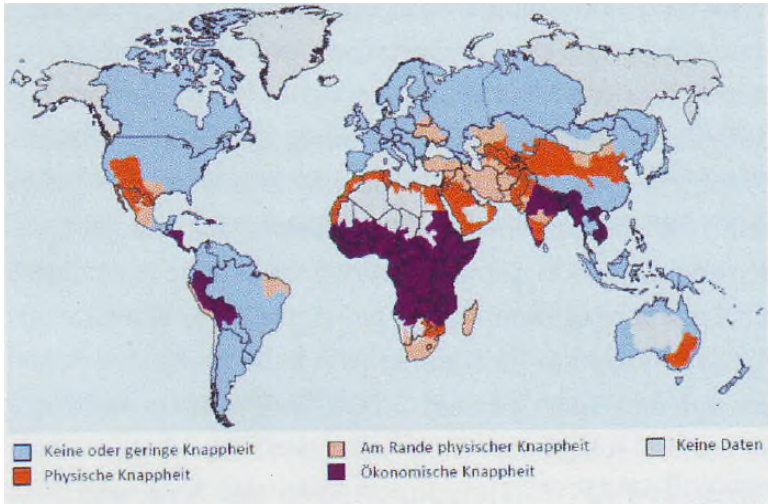 Keine oder geringe Knappheit
Am Rande physischer Knappheit
Keine Daten
Physische Knappheit
Ökonomische Knappheit